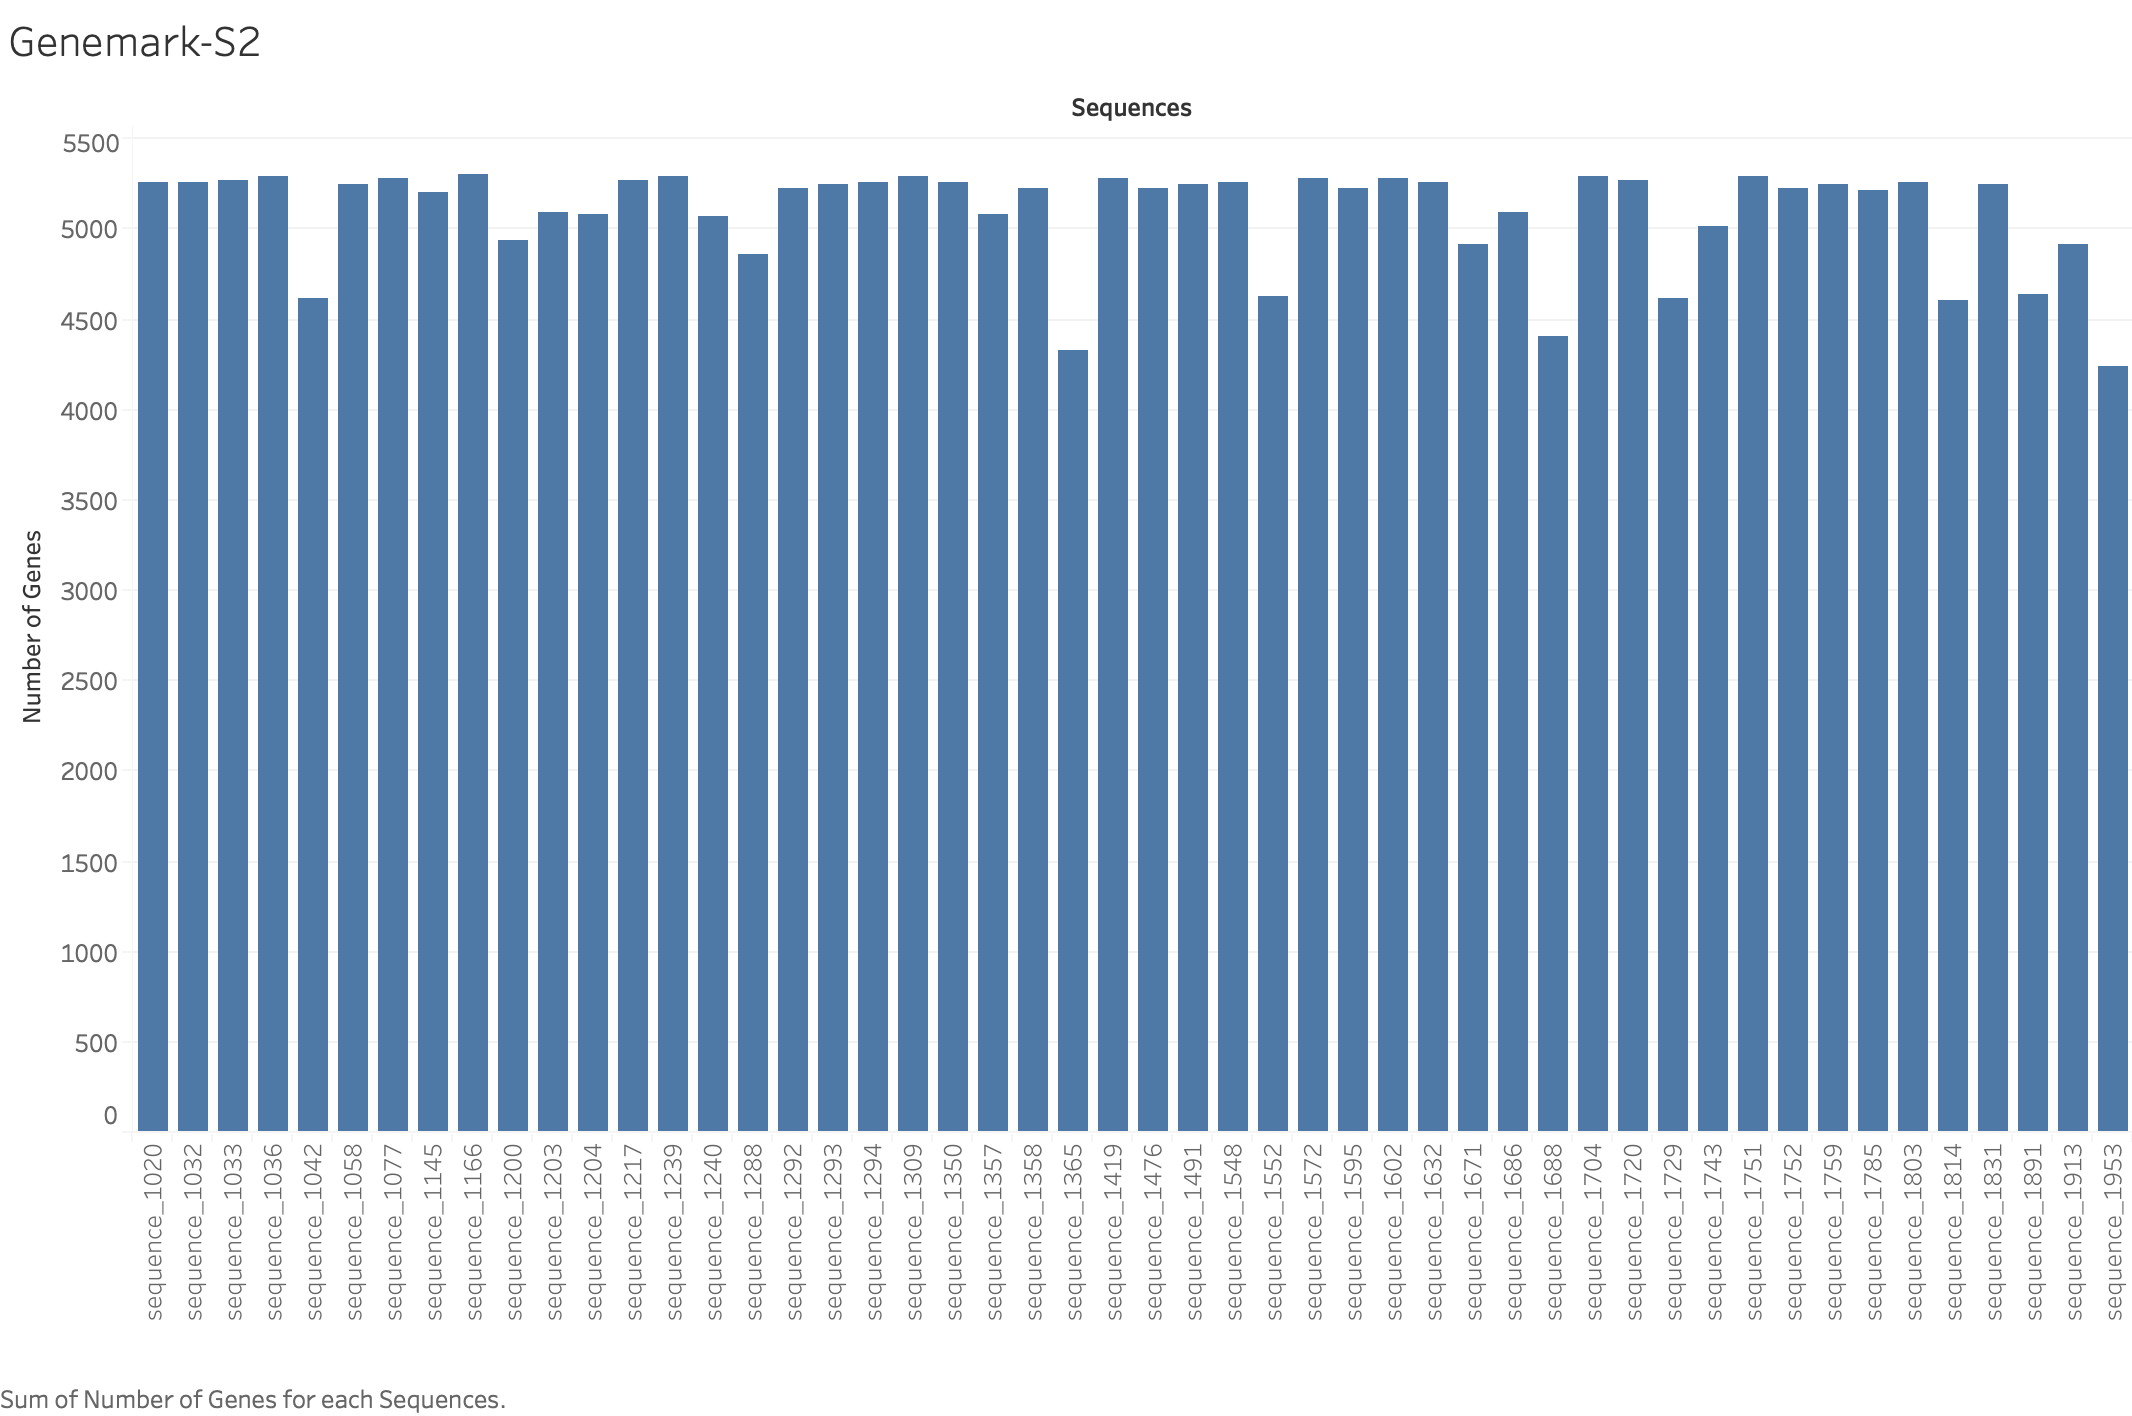 Genemark-S2
Sequences
5500
5000
4500
4000
3500
3000
2500
2000
1500
1000
500
0
Number of Genes
sequence_1020
sequence_1032
sequence_1033
sequence_1036
sequence_1042
sequence_1058
sequence_1077
sequence_1145
sequence_1166
sequence_1200
sequence_1203
sequence_1204
sequence_1217
sequence_1239
sequence_1240
sequence_1288
sequence_1292
sequence_1293
sequence_1294
sequence_1309
sequence_1350
sequence_1357
sequence_1358
sequence_1365
sequence_1419
sequence_1476
sequence_1491
sequence_1548
sequence_1552
sequence_1572
sequence_1595
sequence_1602
sequence_1632
sequence_1671
sequence_1686
sequence_1688
sequence_1704
sequence_1720
sequence_1729
sequence_1743
sequence_1751
sequence_1752
sequence_1759
sequence_1785
sequence_1803
sequence_1814
sequence_1831
sequence_1891
sequence_1913
sequence_1953
Sum of Number of Genes for each Sequences.